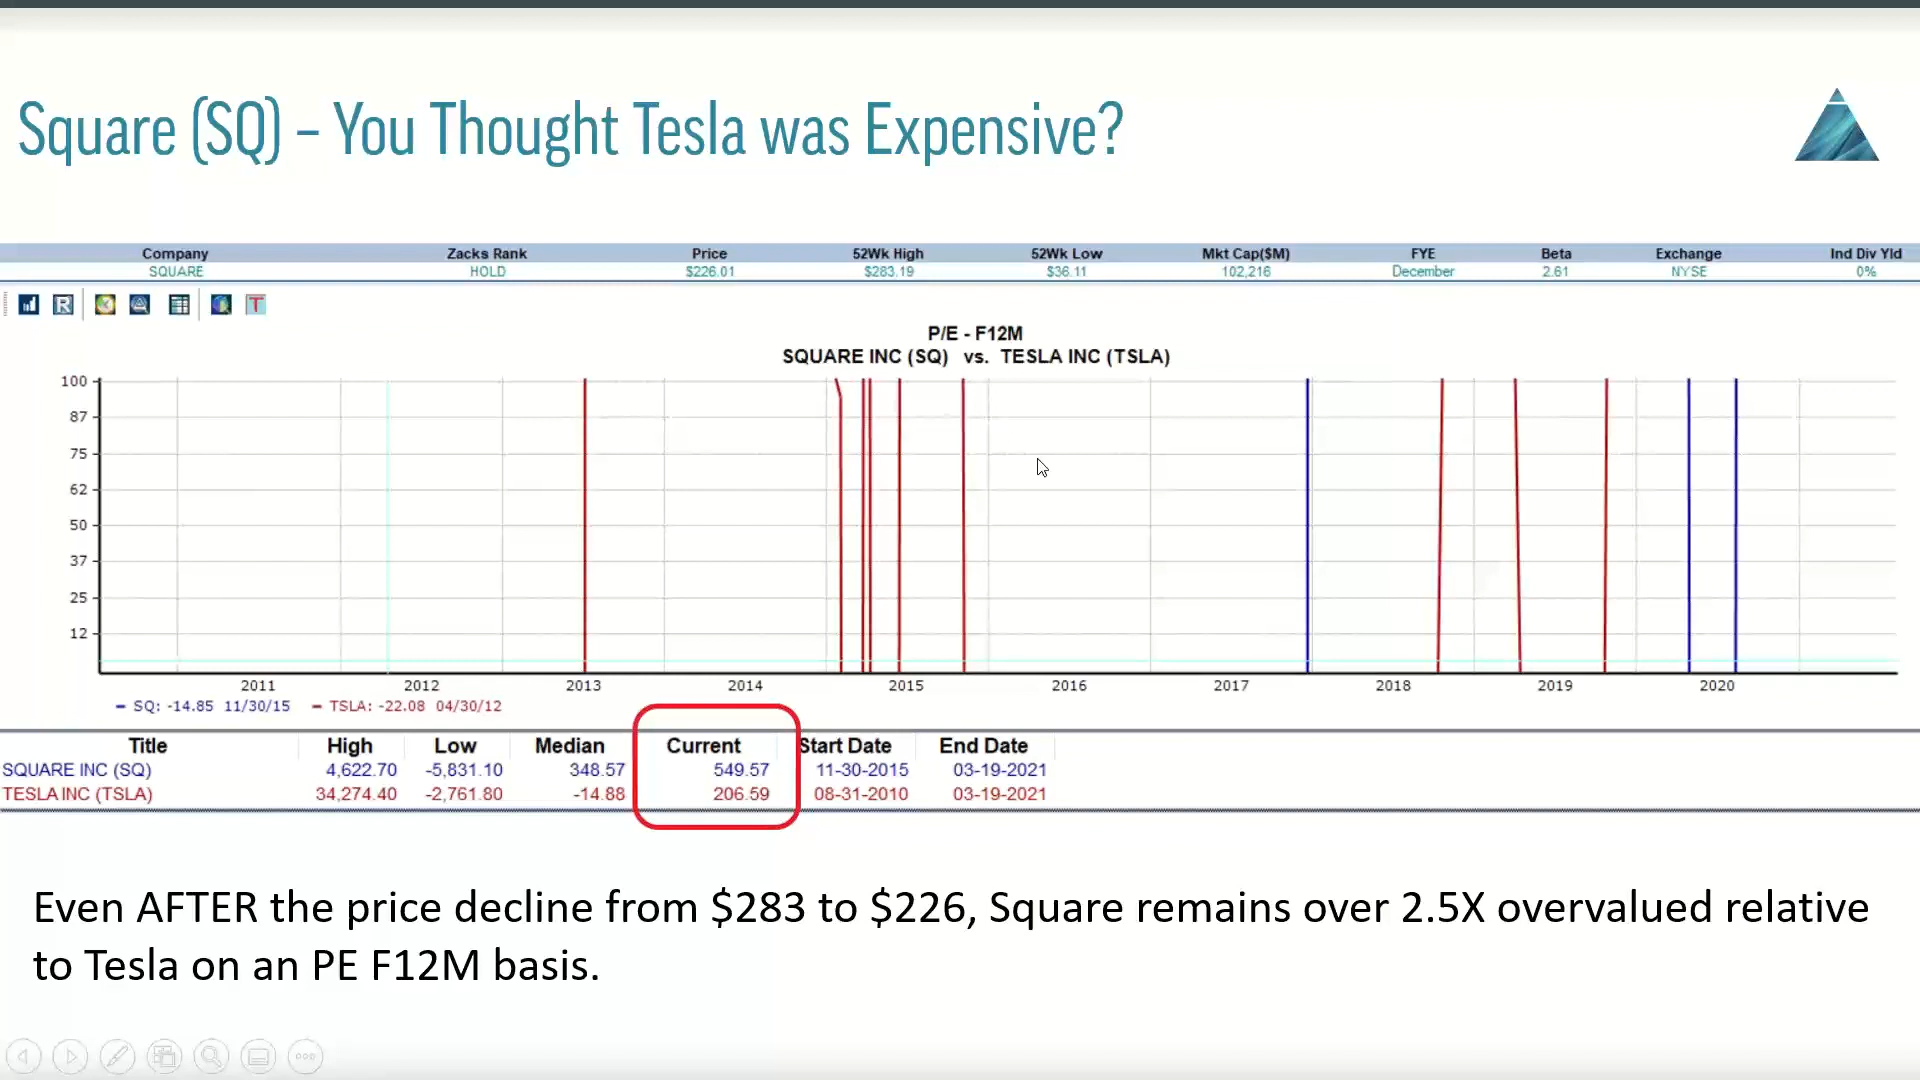 Square (SQ) – You Thought Tesla was Expensive?
Company Zacks Rank Price 52Wk High 52Wk Low Mkt Cap($M) FYE Beta Exchange Ind Div Yld
SQUARE HOLD $226.01 $283.19 $36.11 102,216 December 2.61 NYSE 0%
R T
P/E - F12M
SQUARE INC (SQ) vs. TESLA INC (TSLA)
100
87
75
62
50
37
25
12
2011 2012 2013 2014 2015 2016 2017 2018 2019 2020
SQ: -14.85 11/30/15 TSLA: -22.08 04/30/12
Title High Low Median Current Start Date End Date
SQUARE INC (SQ) 4,622.70 -5,831.10 348.57 549.57 11-30-2015 03-19-2021
TESLA INC (TSLA) 34,274.40 -2,761.80 -14.88 206.59 08-31-2010 03-19-2021
Even AFTER the price decline from $283 to $226, Square remains over 2.5X overvalued relative
to Tesla on an PE F12M basis.